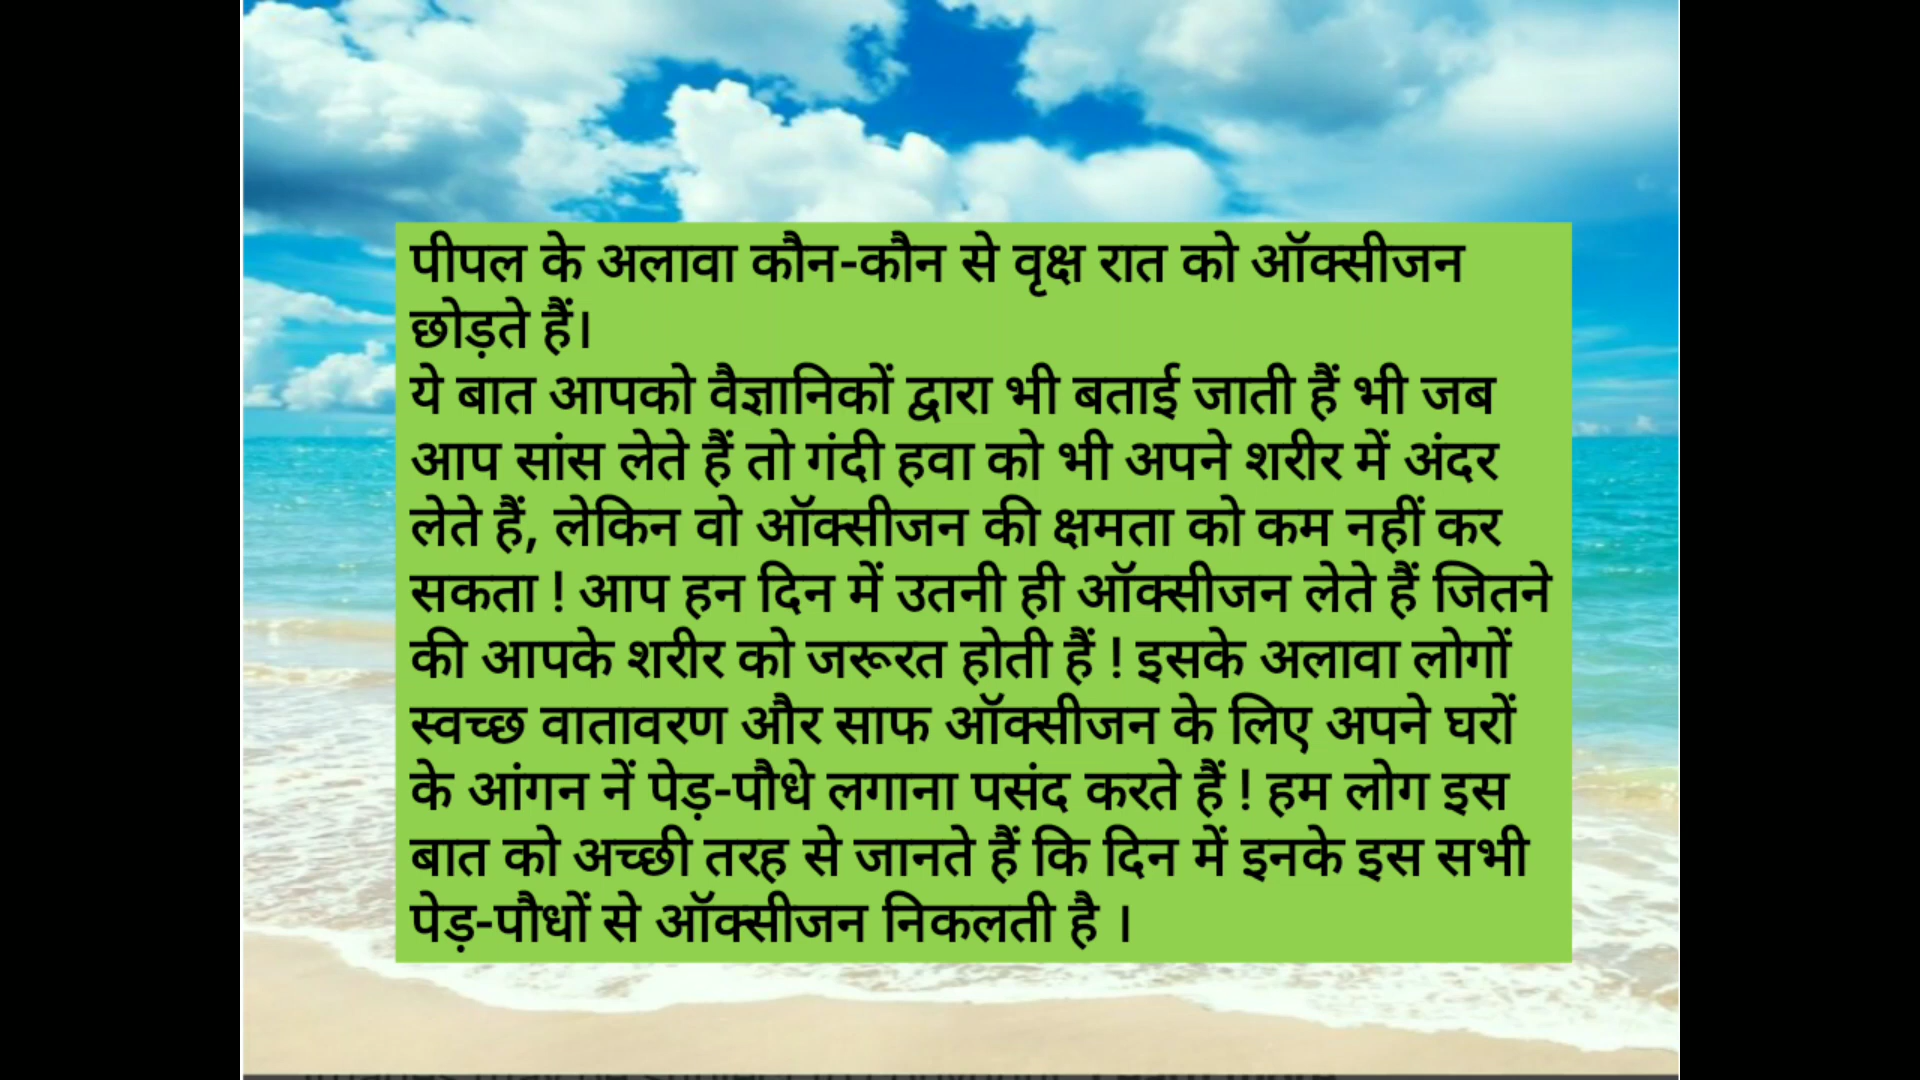 पीपल के अलावा कौन-कौन से वृक्ष रात को ऑक्सीजन
छोड़ते हैं।
ये बात आपको वैज्ञानिकों द्वारा भी बताई जाती हैं भी जब
आप सांस लेते हैं तो गंदी हवा को भी अपने शरीर में अंदर
लेते हैं, लेकिन वो ऑक्सीजन की क्षमता को कम नहीं कर
सकता ! आप हन दिन में उतनी ही ऑक्सीजन लेते हैं जितने
की आपके शरीर को जरूरत होती हैं ! इसके अलावा लोगों
स्वच्छ वातावरण और साफ ऑक्सीजन के लिए अपने घरों
के आंगन नें पेड़-पौधे लगाना पसंद करते हैं ! हम लोग इस
बात को अच्छी तरह से जानते हैं कि दिन में इनके इस सभी
पेड़-पौधों से ऑक्सीजन निकलती है ।